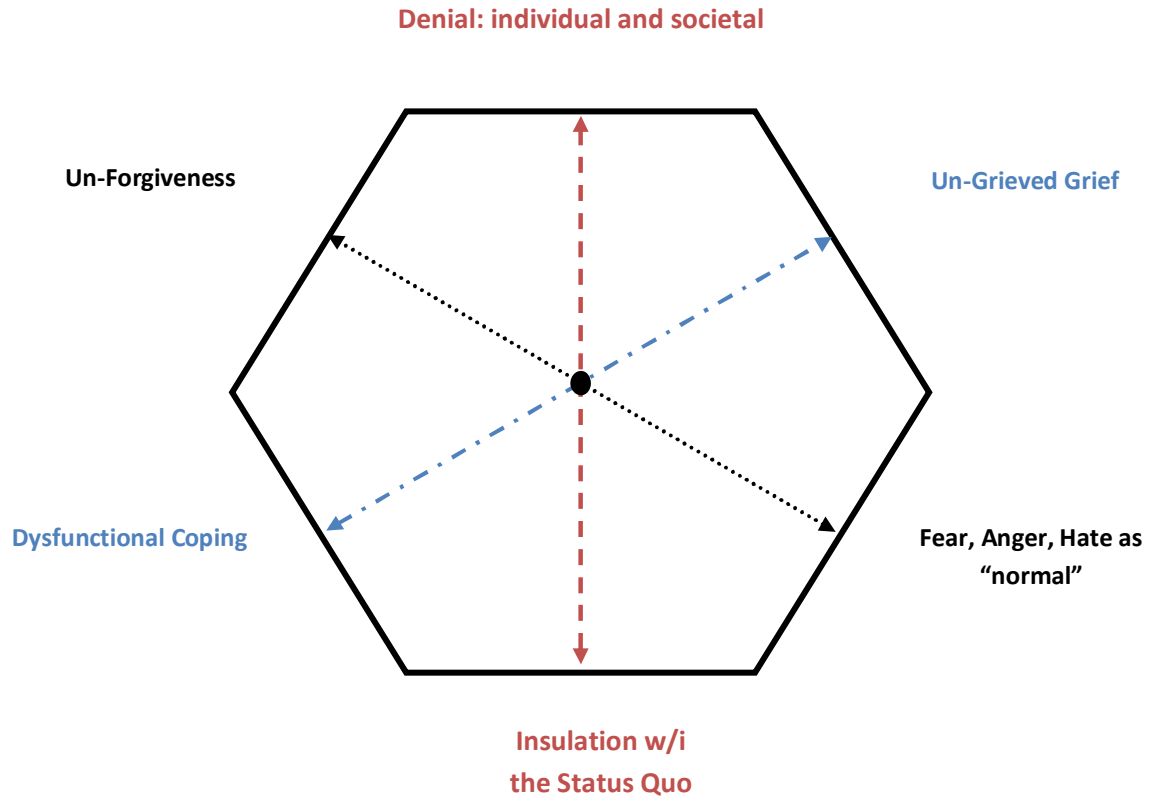 Denial: individual and societal
Un-Forgiveness
Un-Grieved Grief
Dysfunctional Coping
Fear, Anger, Hate as
“normal”
Insulation w/i
the Status Quo